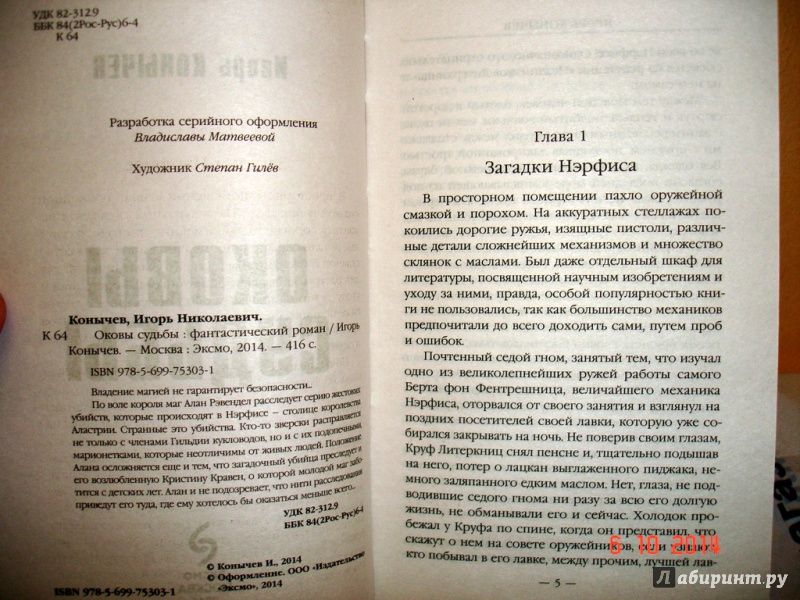 УДК 82-312.9
ББК 84(2Рос-Рус)6-4
К 64
Разработка серийного оформления
Владиславы Матвеевой
Художник Степан Гилёв
Конычев, Игорь Николаевич.
К 64 Оковы судьбы : фантастический роман / Игорь
Конычев. — Москва : Эксмо, 2014. — 416 с.
ISBN 978-5-699-75303-1
Владение магией не гарантирует безопасности..
По воле короля маг Алан Рэвендел расследует серию жестоких
убийств, которые происходят в Нэрфисе – столице королевства
Аластрии. Странные это убийства. Кто-то зверски расправляется
не только с членами Гильдии кукловодов, но и с их подопечными,
марионетками, которые неотличимы от живых людей. Положение
Алана осложняется еще и тем, что загадочный убийца преследует и
его возлюбленную Кристину Кравен, о которой молодой маг забо-
тится с детских лет. Алан и не подозревает, что нити расследования
приведут его туда, где ему хотелось бы оказаться меньше всего..
УДК 82-312.9
ББК 84(2Рос-Рус)6-4
© Конычев И., 2014
© Оформление. ООО «Издательство
«Эксмо», 2014
ISBN 978-5-699-75303-1
Глава 1
Загадки Нэрфиса
В просторном помещении пахло оружейной
смазкой и порохом. На аккуратных стеллажах по-
коились дорогие ружья, изящные пистоли, различ-
ные детали сложнейших механизмов и множество
склянок с маслами. Был даже отдельный шкаф для
литературы, посвященной научным изобретениям и
уходу за ними, правда, особой популярностью кни-
ги не пользовались, так как большинство механиков
предпочитали до всего доходить сами, путем проб
и ошибок.
Почтенный седой гном, занятый тем, что изучал
одно из великолепнейших ружей работы самого
Берта фон Фентрешница, величайшего механика
Нэрфиса, оторвался от своего занятия и взглянул на
поздних посетителей своей лавки, которую уже со-
бирался закрывать на ночь. Не поверив своим глазам,
Круф Литеркниц снял пенсне и, тщательно подышав
на него, потер о лацкан выглаженного пиджака, не-
много заляпанного едким маслом. Нет, глаза, не под-
водившие седого гнома ни разу за всю его долгую
жизнь, не обманывали его и сейчас. Холодок про-
бежал у Круфа по спине, когда он представил, что
скажут о нем на совете оружейников, если узнают,
кто побывал в его лавке, между прочим, лучшей лав-
— 5 —
6 10 2014
Лабиринт.ру